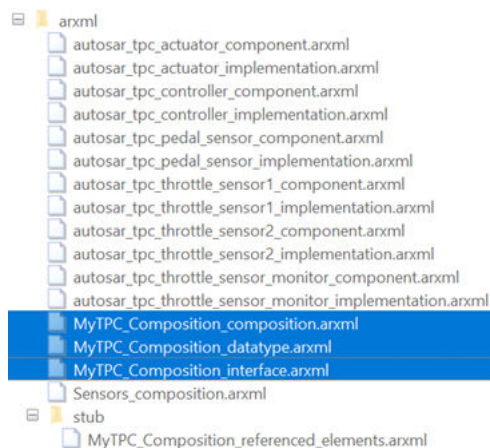 arxml
autosar_tpc_actuator_component.arxml
autosar_tpc_actuator_implementation.arxml
autosar_tpc_controller_component.arxml
autosar_tpc_controller_implementation.arxml
autosar_tpc_pedal_sensor_component.arxml
autosar_tpc_pedal_sensor_implementation.arxml
autosar_tpc_throttle_sensor1_component.arxml
autosar_tpc_throttle_sensor1_implementation.arxml
autosar_tpc_throttle_sensor2_component.arxml
autosar_tpc_throttle_sensor2_implementation.arxml
autosar_tpc_throttle_sensor_monitor_component.arxml
autosar_tpc_throttle_sensor_monitor_implementation.arxml
MyTPC_Composition_composition.arxml
MyTPC_Composition_datatype.arxml
MyTPC_Composition_interface.arxml
Sensors_composition.arxml
stub
MyTPC_Composition_referenced_elements.arxml